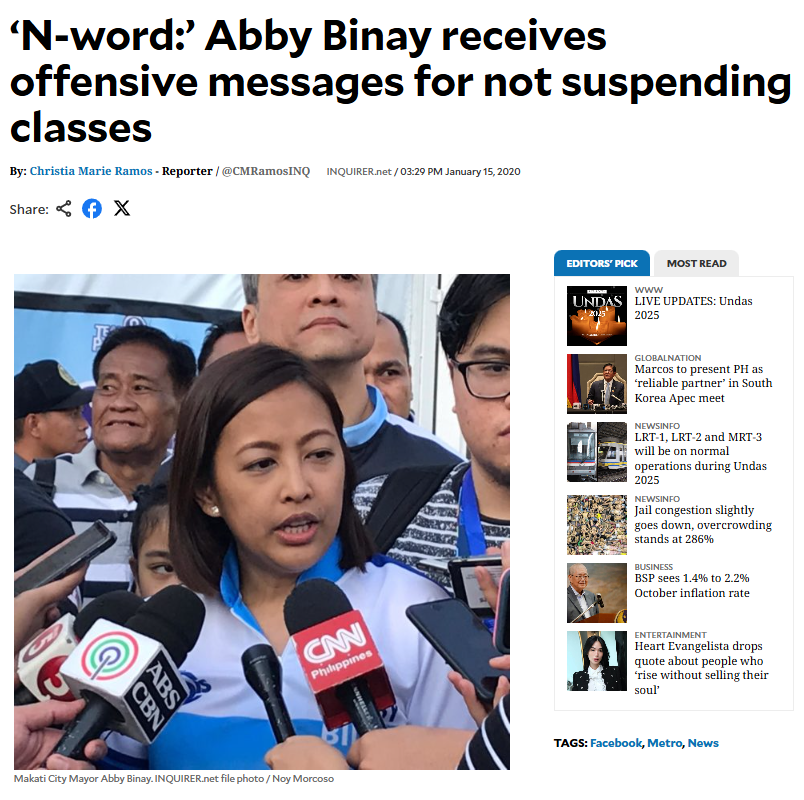 ‘N-word:’ Abby Binay receives
offensive messages for not suspending
classes
By: Christia Marie Ramos - Reporter / @CMRamosINQ
INQUIRER.net / 03:29 PM January 15, 2020
Share:
EDITORS' PICK
MOST READ
WWW
LIVE UPDATES: Undas
2025
UNDAS
2025
GLOBALNATION
Marcos to present PH as
‘reliable partner’ in South
Korea Apec meet
NEWSINFO
LRT-1, LRT-2 and MRT-3
will be on normal
operations during Undas
2025
NEWSINFO
Jail congestion slightly
goes down, overcrowding
stands at 286%
BUSINESS
BSP sees 1.4% to 2.2%
October inflation rate
ENTERTAINMENT
Heart Evangelista drops
quote about people who
‘rise without selling their
soul’
TAGS: Facebook, Metro, News
5
ABS
CBN
CNN
Philippines
BI
Makati City Mayor Abby Binay. INQUIRER.net file photo / Noy Morcoso